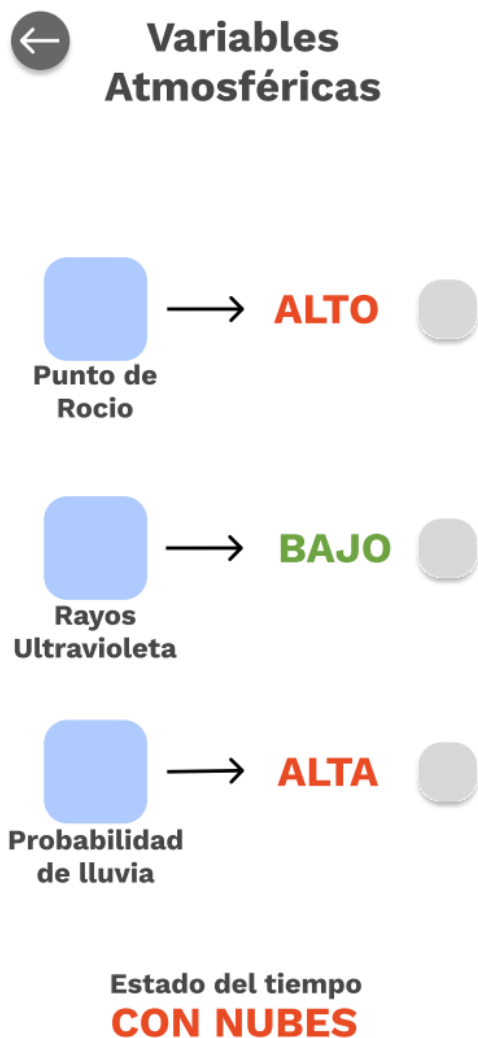 Variables
Atmosféricas
ALTO
Punto de
Rocio
BAJO
Rayos
Ultravioleta
ALTA
Probabilidad
de lluvia
Estado del tiempo
CON NUBES